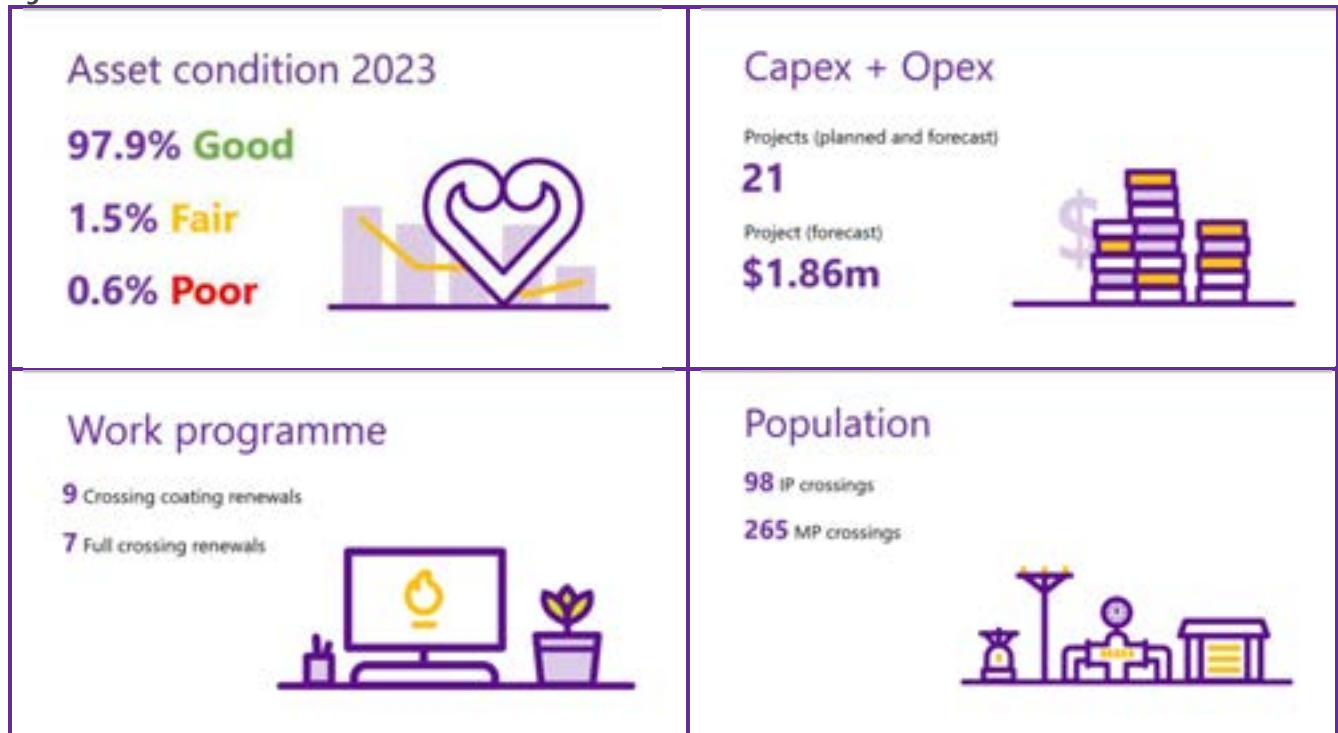 Asset condition 2023
97.9% Good
1.5% Fair
0.6% Poor
Capex + Opex
Projects (planned and forecast)
21
Project (forecast)
$1.86m
$
Work programme
9 Crossing coating renewals
7 Full crossing renewals
Population
98 IP crossings
265 MP crossings